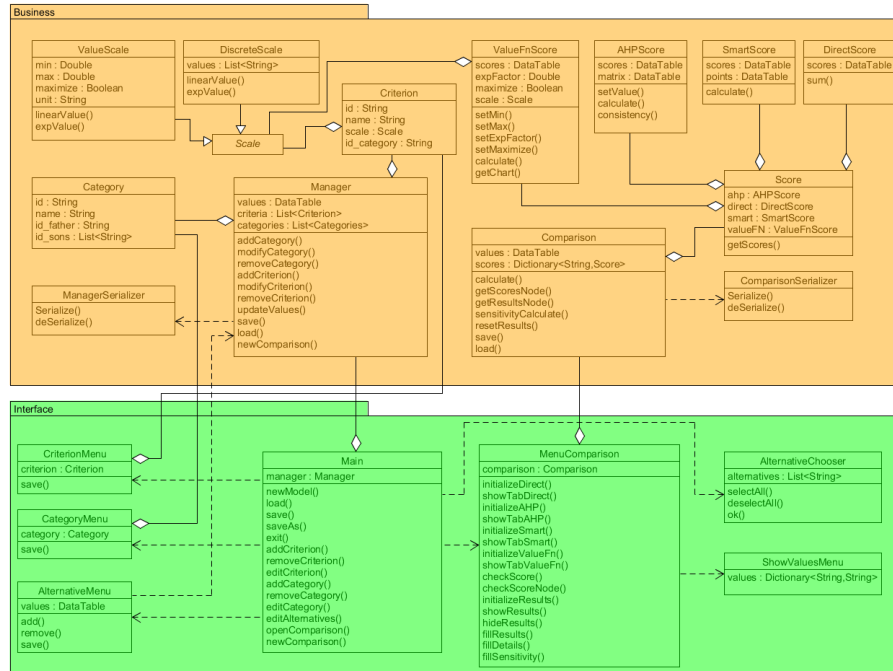 Business
ValueScale
min : Double
max : Double
maximize : Boolean
unit : String
linearValue()
expValue()
DiscreteScale
values : List<String>
linearValue()
expValue()
Scale
Criterion
id : String
name : String
scale : Scale
id_category : String
ValueFnScore
scores : DataTable
expFactor : Double
maximize : Boolean
scale : Scale
setMin()
setMax()
setExpFactor()
setMaximize()
calculate()
getChart()
AHPScore
scores : DataTable
matrix : DataTable
setValue()
calculate()
consistency()
SmartScore
scores : DataTable
points : DataTable
calculate()
DirectScore
scores : DataTable
sum()
Category
id : String
name : String
id_father : String
id_sons : List<String>
Manager
values : DataTable
criteria : List<Criterion>
categories : List<Categories>
addCategory()
modifyCategory()
removeCategory()
addCriterion()
modifyCriterion()
removeCriterion()
updateValues()
save()
load()
newComparison()
Score
ahp : AHPScore
direct : DirectScore
smart : SmartScore
valueFN : ValueFnScore
getScores()
Comparison
values : DataTable
scores : Dictionary<String,Score>
calculate()
getScoresNode()
getResultsNode()
sensitivityCalculate()
resetResults()
save()
load()
ManagerSerializer
Serialize()
deSerialize()
ComparisonSerializer
Serialize()
deSerialize()
Interface
CriterionMenu
criterion : Criterion
save()
CategoryMenu
category : Category
save()
AlternativeMenu
values : DataTable
add()
remove()
save()
Main
manager : Manager
newModel()
load()
save()
saveAs()
exit()
addCriterion()
removeCriterion()
editCriterion()
addCategory()
removeCategory()
editCategory()
editAlternatives()
openComparison()
newComparison()
MenuComparison
comparison : Comparison
initializeDirect()
showTabDirect()
initializeAHP()
showTabAHP()
initializeSmart()
showTabSmart()
initializeValueFn()
showTabValueFn()
checkScore()
checkScoreNode()
initializeResults()
showResults()
hideResults()
fillResults()
fillDetails()
fillSensitivity()
AlternativeChooser
alternatives : List<String>
selectAll()
deselectAll()
ok()
ShowValuesMenu
values : Dictionary<String,String>